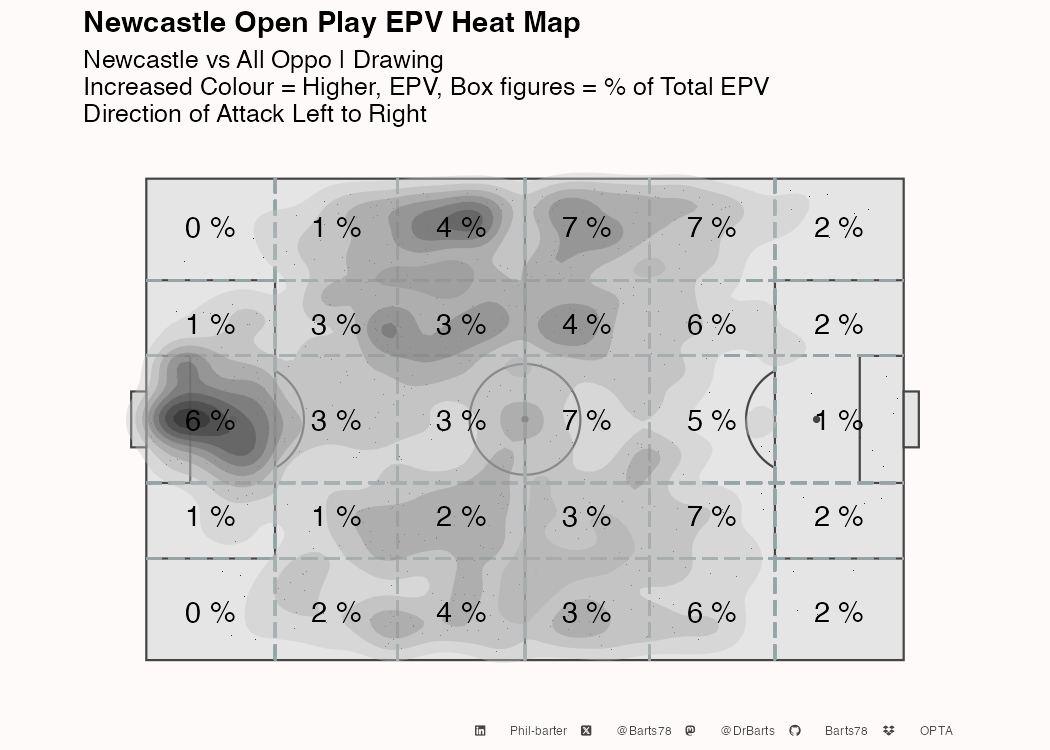 Newcastle Open Play EPV Heat Map
Newcastle vs All Oppo | Drawing
Increased Colour = Higher, EPV, Box figures = % of Total EPV
Direction of Attack Left to Right
0 % 1 % 4 % 7 % 7 % 2 %
1 % 3 % 3 % 4 % 6 % 2 %
6 % 3 % 3 % 7 % 5 % 1 %
1 % 1 % 2 % 3 % 7 % 2 %
0 % 2 % 4 % 3 % 6 % 2 %
Phil-barter @Barts78 @DrBarts Barts78 OPTA